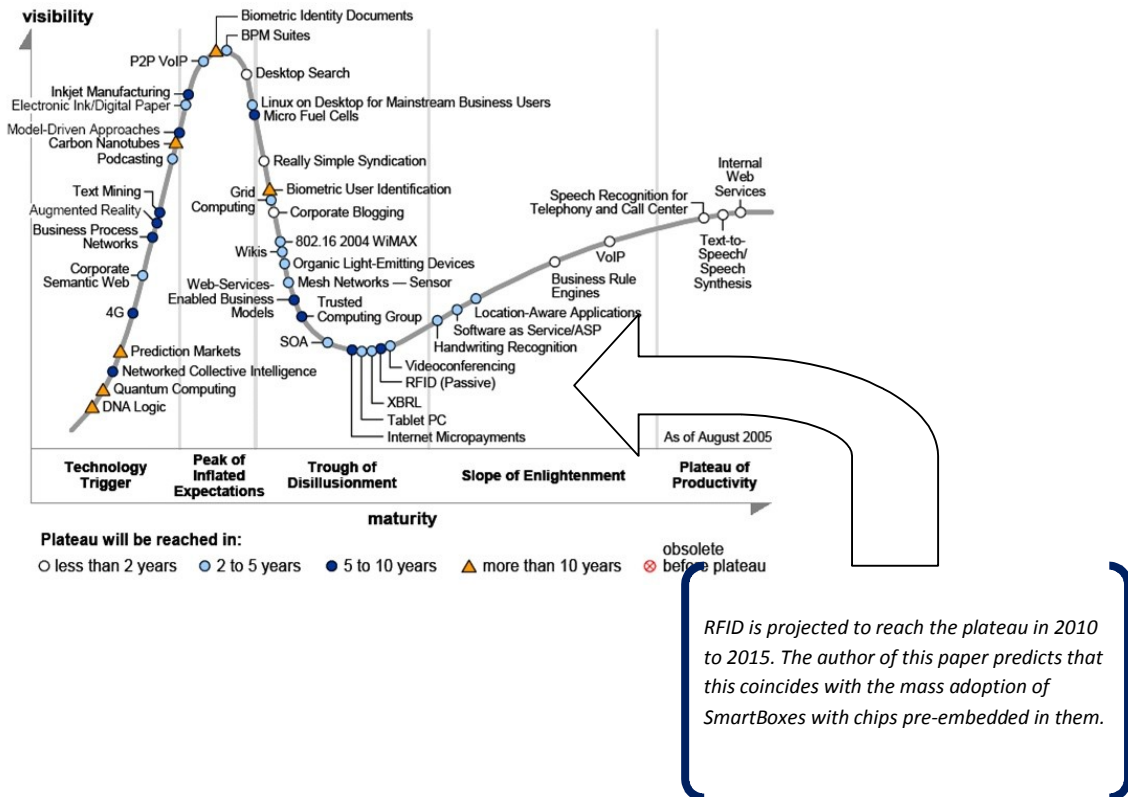 visibility
Biometric Identity Documents
BPM Suites
P2P VoIP
Desktop Search
Inkjet Manufacturing
Electronic Ink/Digital Paper
Linux on Desktop for Mainstream Business Users
Micro Fuel Cells
Model-Driven Approaches
Carbon Nanotubes
Podcasting
Really Simple Syndication
Text Mining
Augmented Reality
Business Process
Networks
Grid
Computing
Biometric User Identification
Corporate Blogging
Internal
Web
Services
Speech Recognition for
Telephony and Call Center
Text-to-
Speech/
Speech
Synthesis
802.16 2004 WiMAX
Wikis
Organic Light-Emitting Devices
VoIP
Corporate
Semantic Web
Mesh Networks — Sensor
Web-Services-
Enabled Business
Models
Business Rule
Engines
4G
Trusted
Computing Group
Location-Aware Applications
Software as Service/ASP
SOA
Handwriting Recognition
Prediction Markets
Networked Collective Intelligence
Quantum Computing
DNA Logic
Videoconferencing
RFID (Passive)
XBRL
Tablet PC
Internet Micropayments
As of August 2005
Technology
Trigger
Peak of
Inflated
Expectations
Trough of
Disillusionment
Slope of Enlightenment
Plateau of
Productivity
maturity
Plateau will be reached in:
less than 2 years
2 to 5 years
5 to 10 years
more than 10 years
obsolete
before plateau
RFID is projected to reach the plateau in 2010
to 2015. The author of this paper predicts that
this coincides with the mass adoption of
SmartBoxes with chips pre-embedded in them.